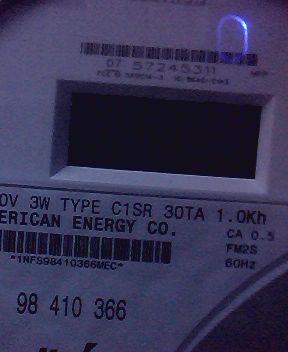 07 57245311
0V 3W TYPE C1SR 30TA 1.0Kh
ERICAN ENERGY CO.
CA 0.5
FM2S
60Hz
*1NFS98410366MEC*
98 410 366